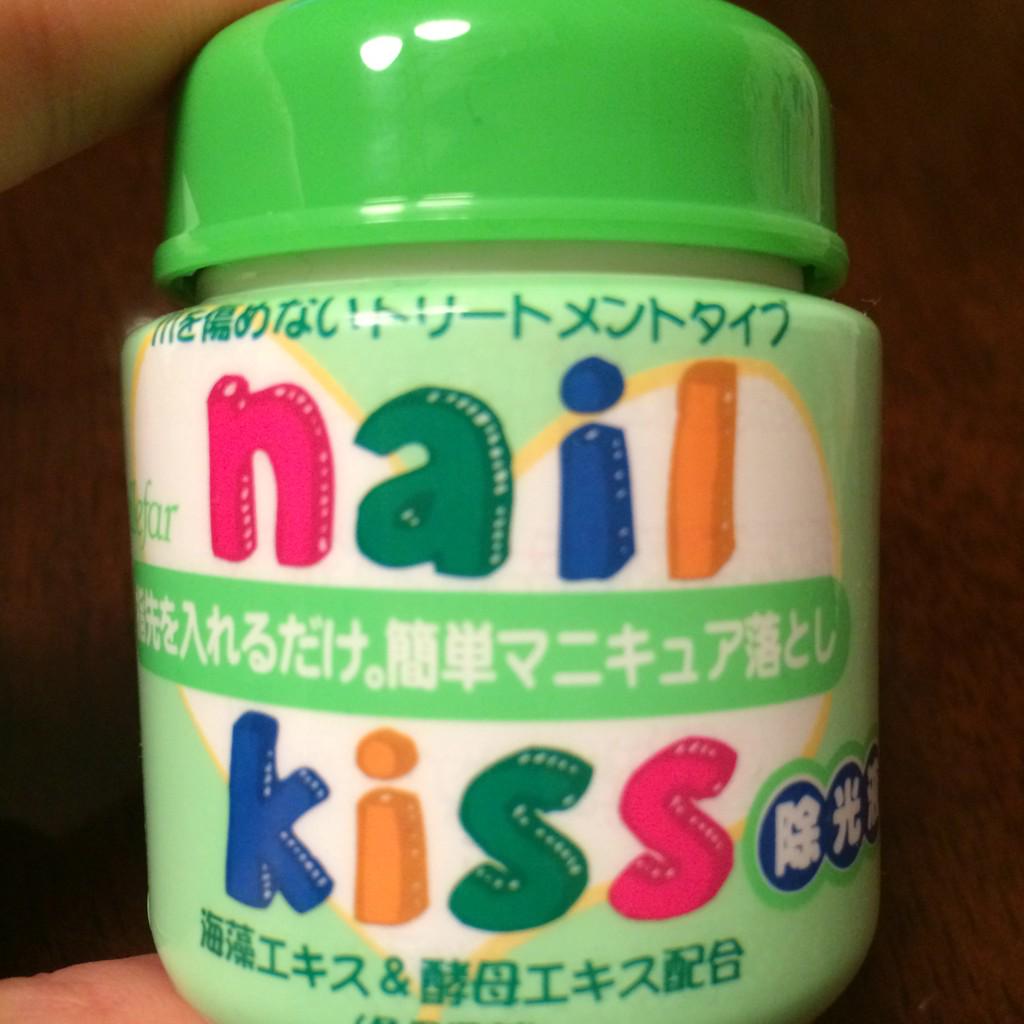 を傷めないトリートメントタイプ
nail
efar
指先を入れるだけ。簡単マニキュア落とし
kiss
除光液
海藻エキス&酵母エキス配合